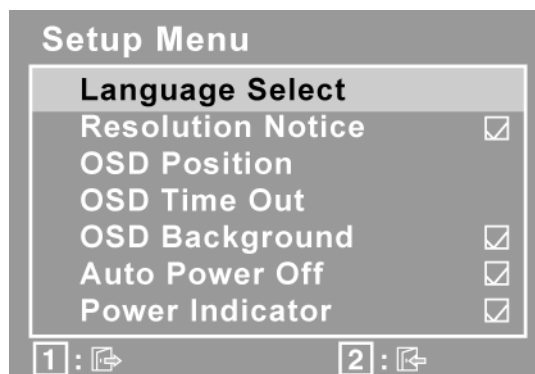 Setup Menu
Language Select
Resolution Notice
OSD Position
OSD Time Out
OSD Background
Auto Power Off
Power Indicator
1 : 2 :